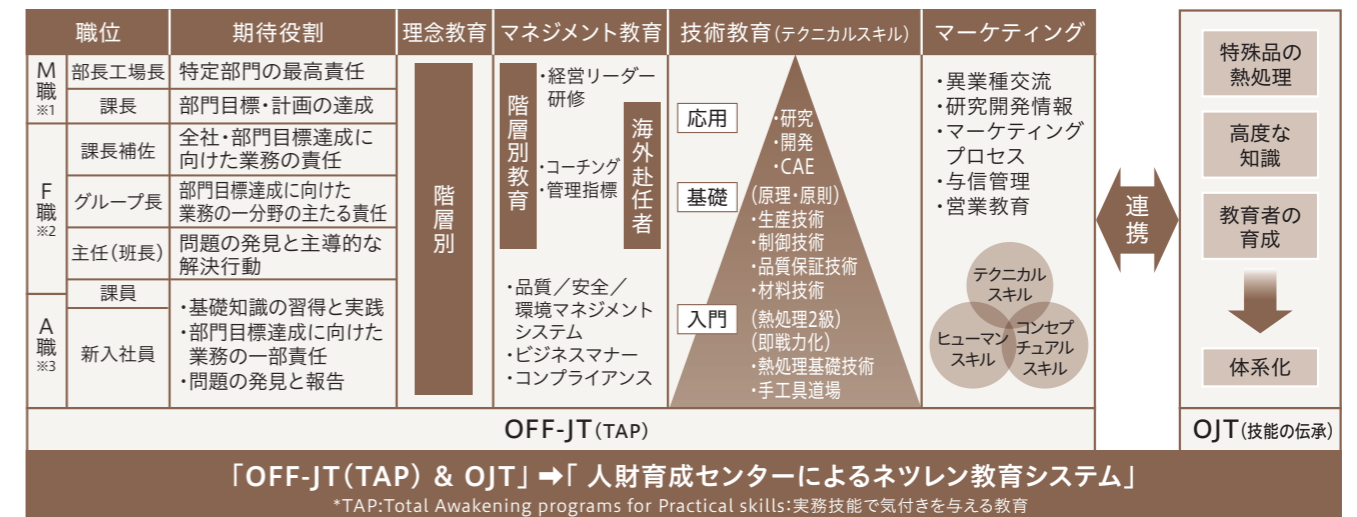 職位
期待役割
理念教育
マネジメント教育
技術教育(テクニカルスキル)
マーケティング
M職
※1
部長工場長
特定部門の最高責任
課長
部門目標・計画の達成
F職
※2
課長補佐
全社・部門目標達成に
向けた業務の責任
グループ長
部門目標達成に向けた
業務の一分野の主たる責任
主任(班長)
問題の発見と主導的な
解決行動
A職
※3
課員
新入社員
・基礎知識の習得と実践
・部門目標達成に向けた
業務の一部責任
・問題の発見と報告
階層別
階層別教育
・経営リーダー
研修
・コーチング
・管理指標
海外赴任者
・品質／安全／
環境マネジメント
システム
・ビジネスマナー
・コンプライアンス
応用
・研究
・開発
・CAE
基礎
(原理・原則)
・生産技術
・制御技術
・品質保証技術
・材料技術
入門
(熱処理2級)
(即戦力化)
・熱処理基礎技術
・手工具道場
・異業種交流
・研究開発情報
・マーケティング
プロセス
・与信管理
・営業教育
テクニカル
スキル
ヒューマン
スキル
コンセプ
チュアル
スキル
OFF-JT(TAP)
連携
特殊品の
熱処理
高度な
知識
教育者の
育成
体系化
OJT(技能の伝承)
「OFF-JT(TAP) & OJT」➡「 人財育成センターによるネツレン教育システム」
*TAP:Total Awakening programs for Practical skills:実務技能で気付きを与える教育